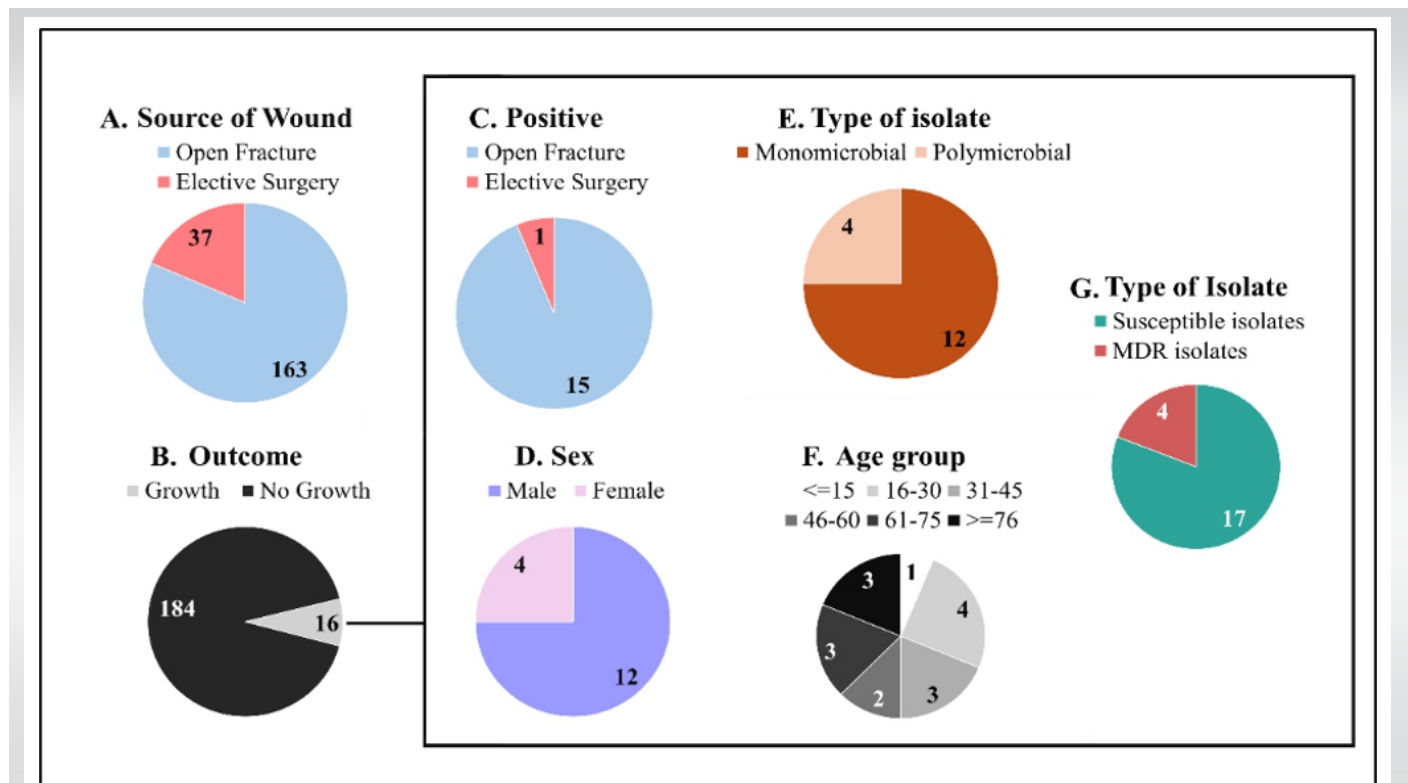 A. Source of Wound
Open Fracture
Elective Surgery
37
163
B. Outcome
Growth No Growth
184
16
C. Positive
Open Fracture
Elective Surgery
1
15
D. Sex
Male Female
4
12
E. Type of isolate
Monomicrobial Polymicrobial
4
12
F. Age group
<=15 16-30 31-45
46-60 61-75 >=76
3
1
4
3
2
3
G. Type of Isolate
Susceptible isolates
MDR isolates
4
17